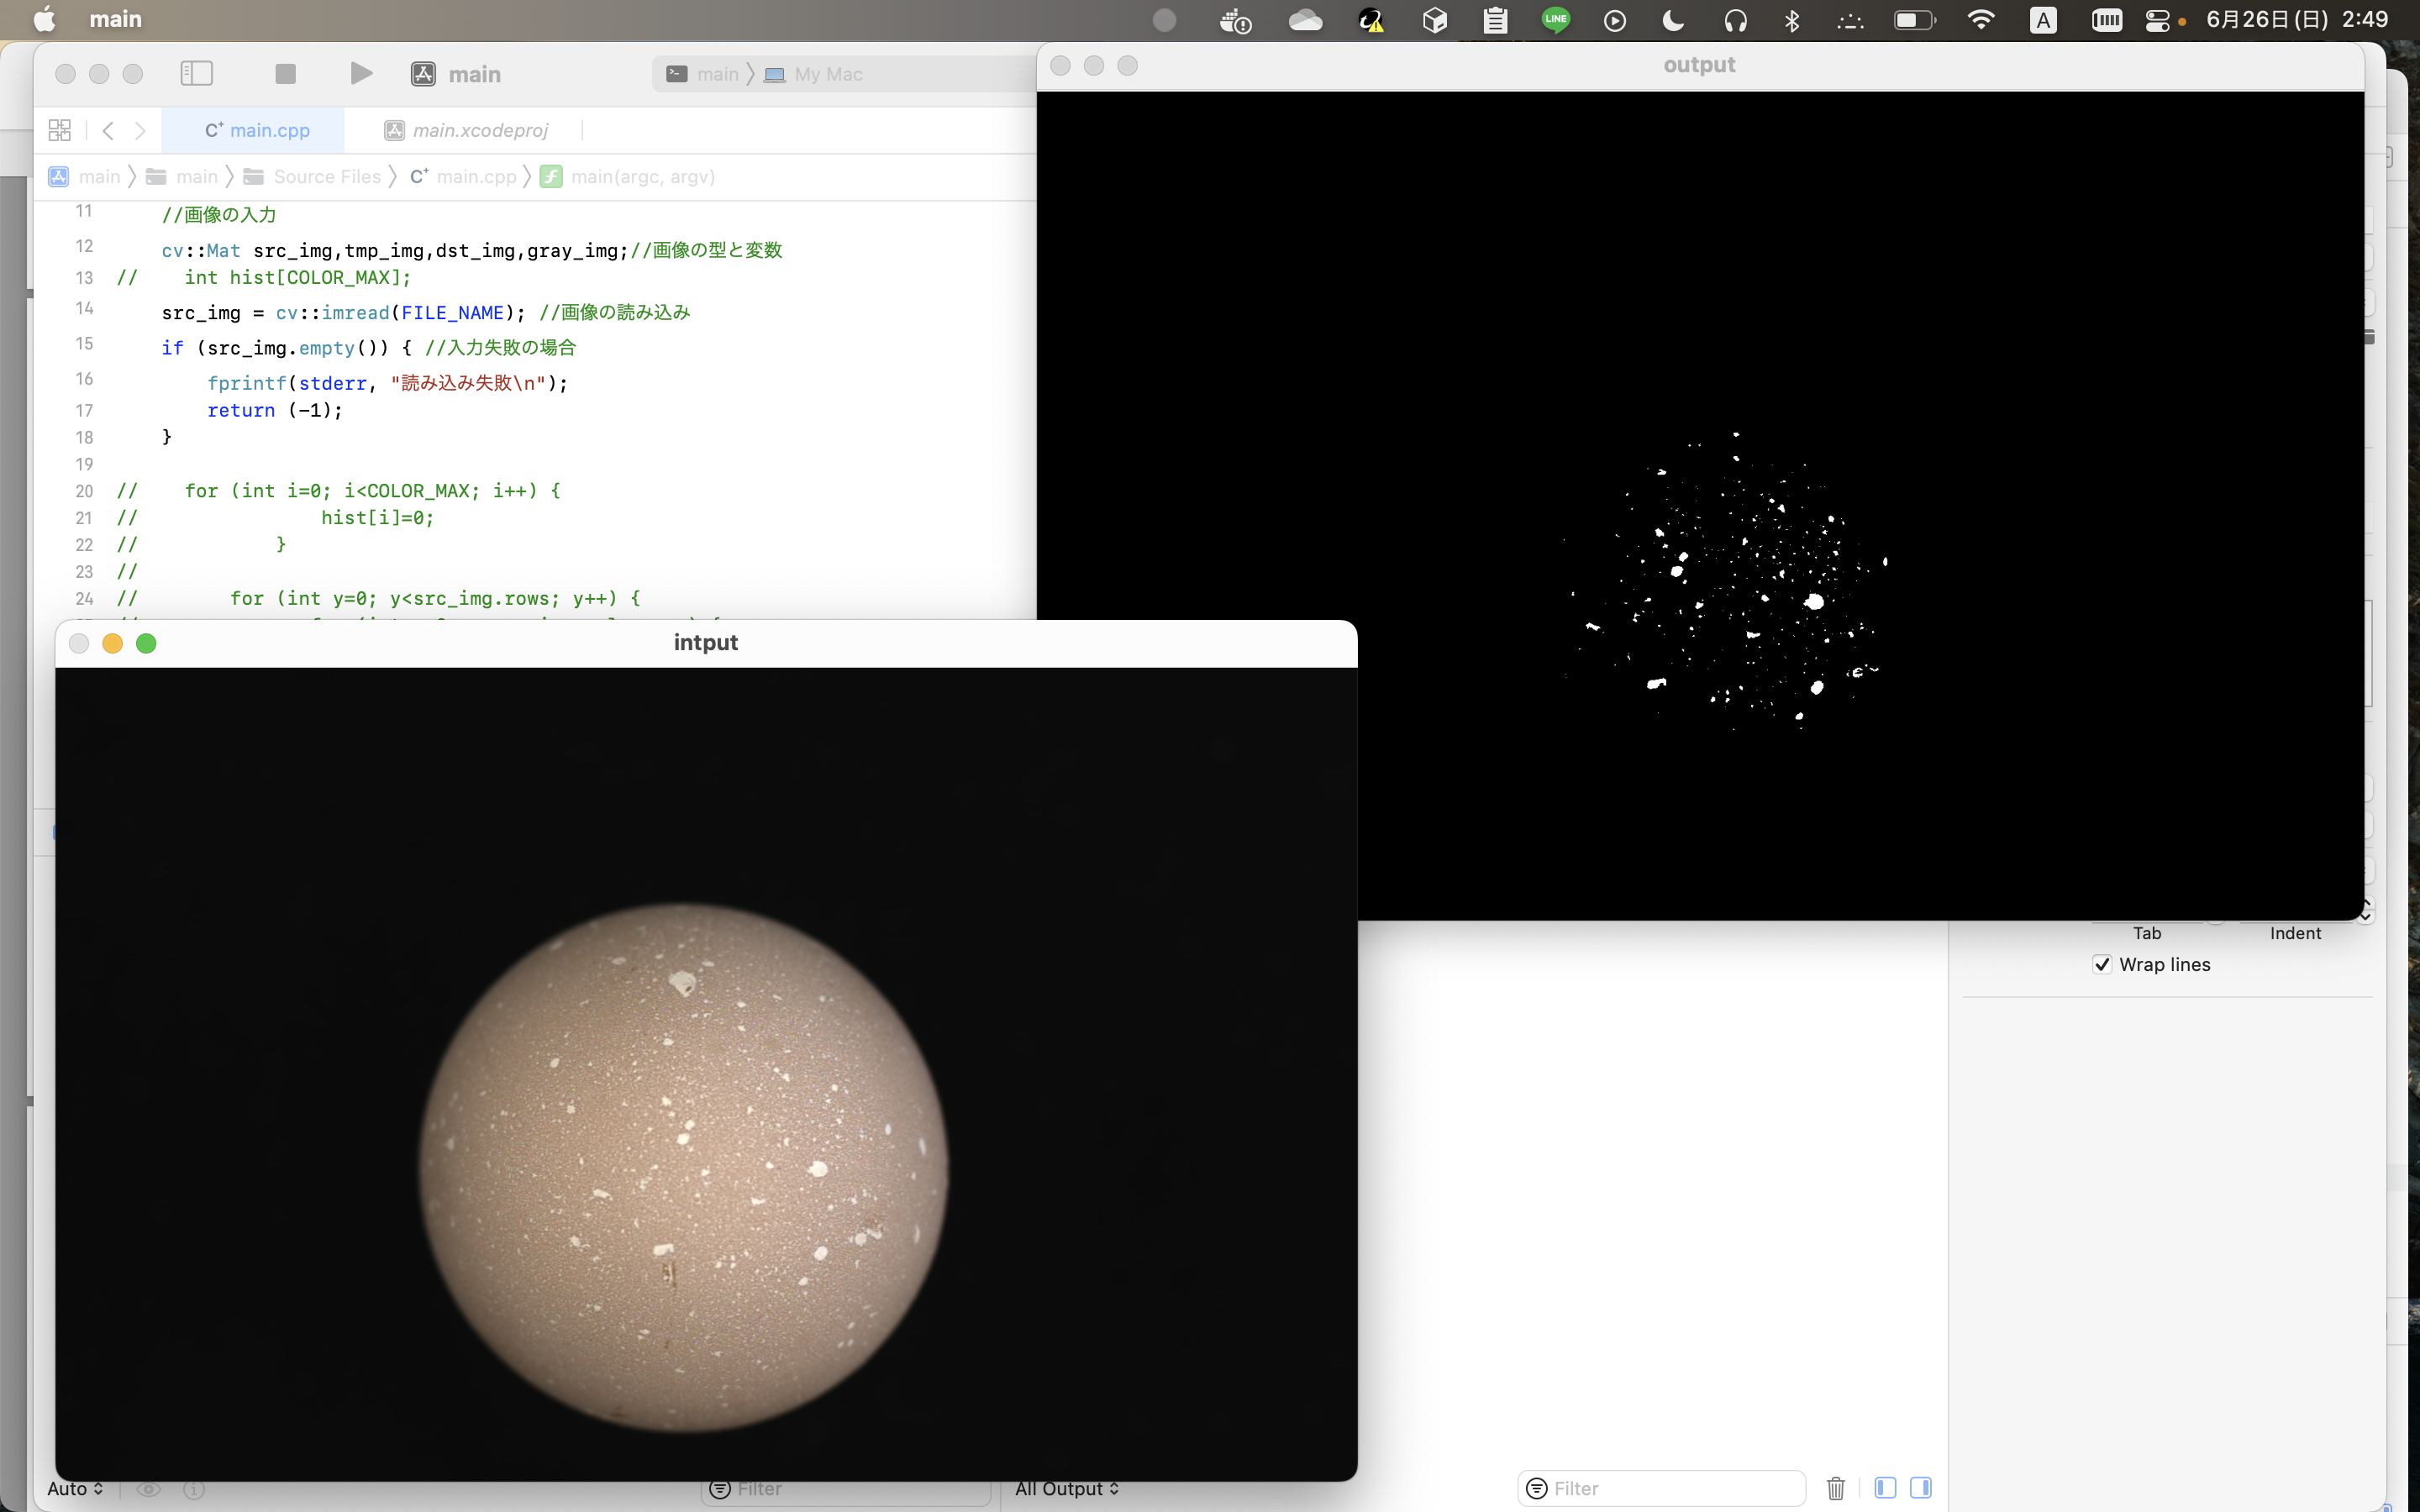 main
LINE
A
6月26日(日) 2:49
main
main 〉 My Mac
output
main.cpp
main.xcodeproj
main 〉 main 〉 Source Files 〉 main.cpp 〉 main(argc, argv)
11 //画像の入力
12 cv::Mat src_img,tmp_img,dst_img,gray_img;//画像の型と変数
13 // int hist[COLOR_MAX];
14 src_img = cv::imread(FILE_NAME); //画像の読み込み
15 if (src_img.empty()) { //入力失敗の場合
16 fprintf(stderr, "読み込み失敗\n");
17 return (-1);
18 }
19
20 // for (int i=0; i<COLOR_MAX; i++) {
21 // hist[i]=0;
22 // }
23 //
24 // for (int y=0; y<src_img.rows; y++) {
intput
Tab Indent
Wrap lines
Auto
Filter
All Output
Filter